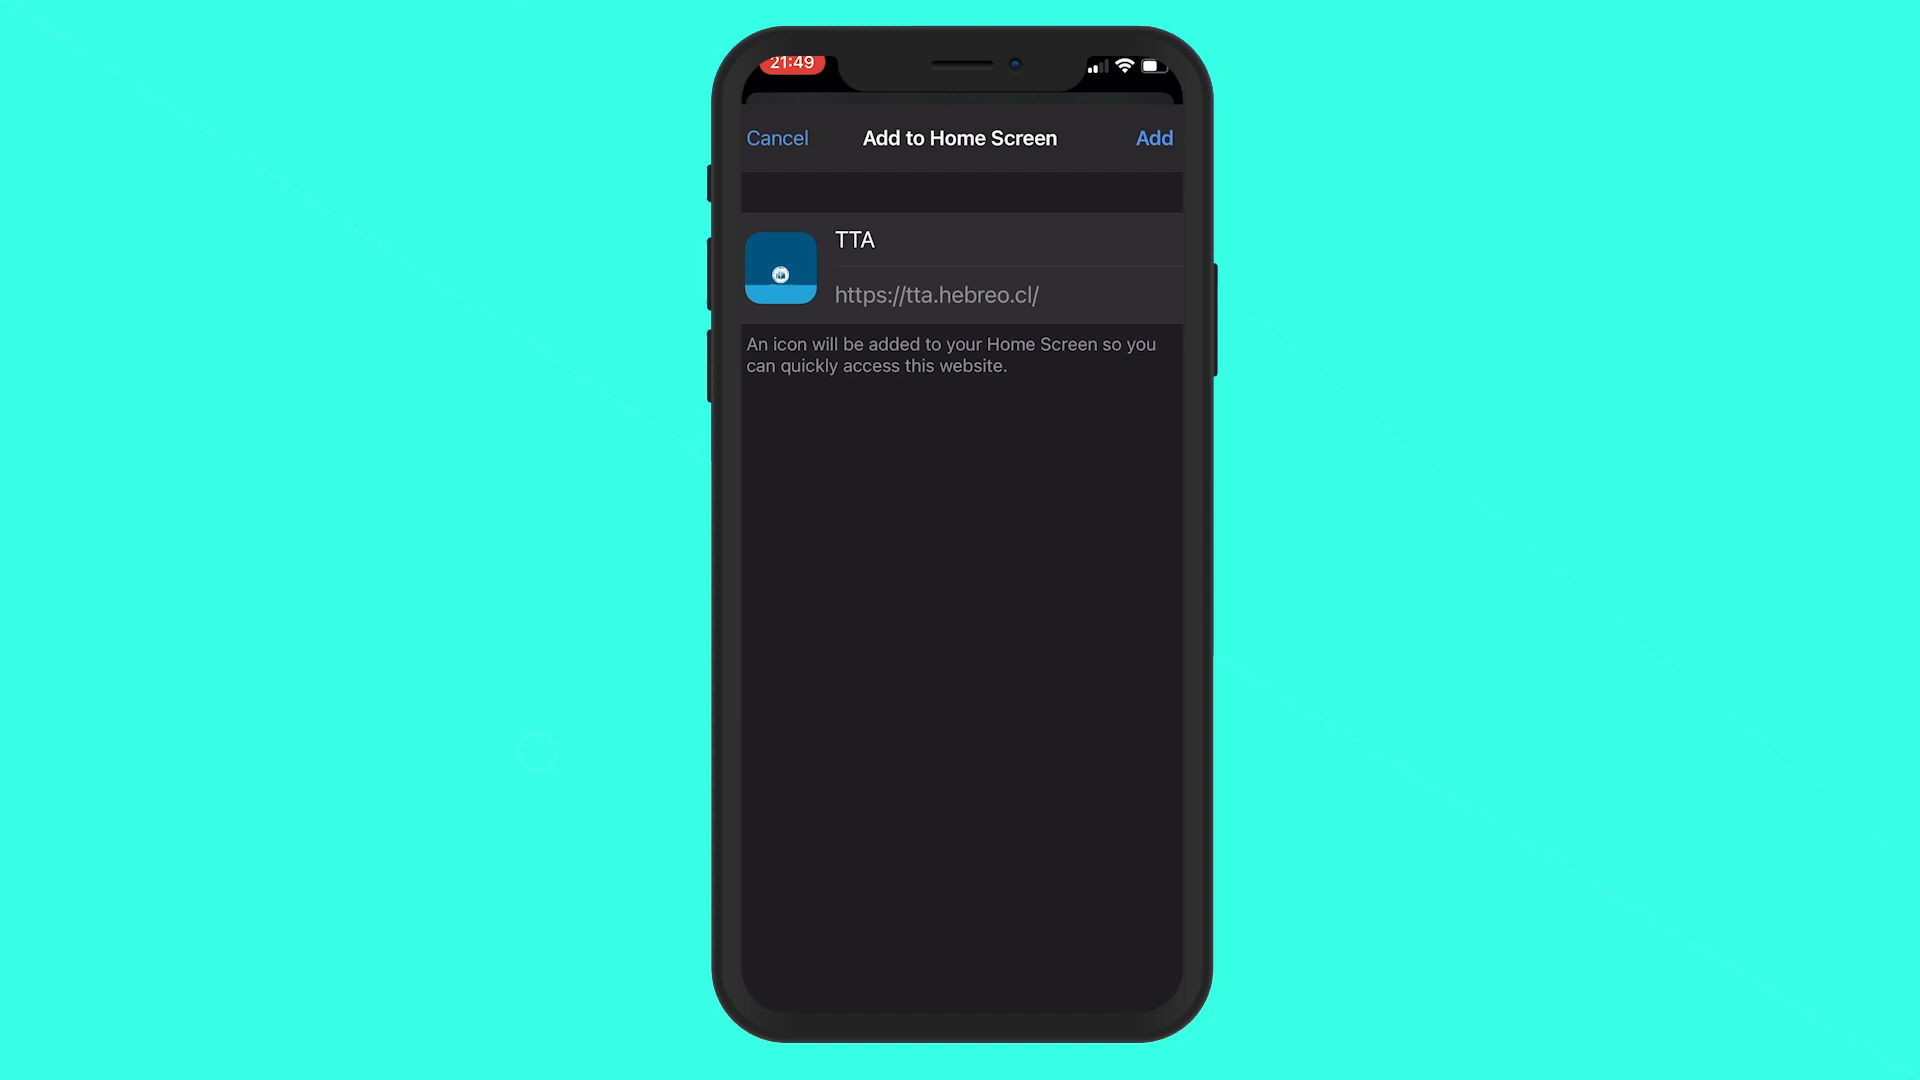 21:49
Cancel
Add to Home Screen
Add
TTA
https://tta.hebreo.cl/
An icon will be added to your Home Screen so you
can quickly access this website.